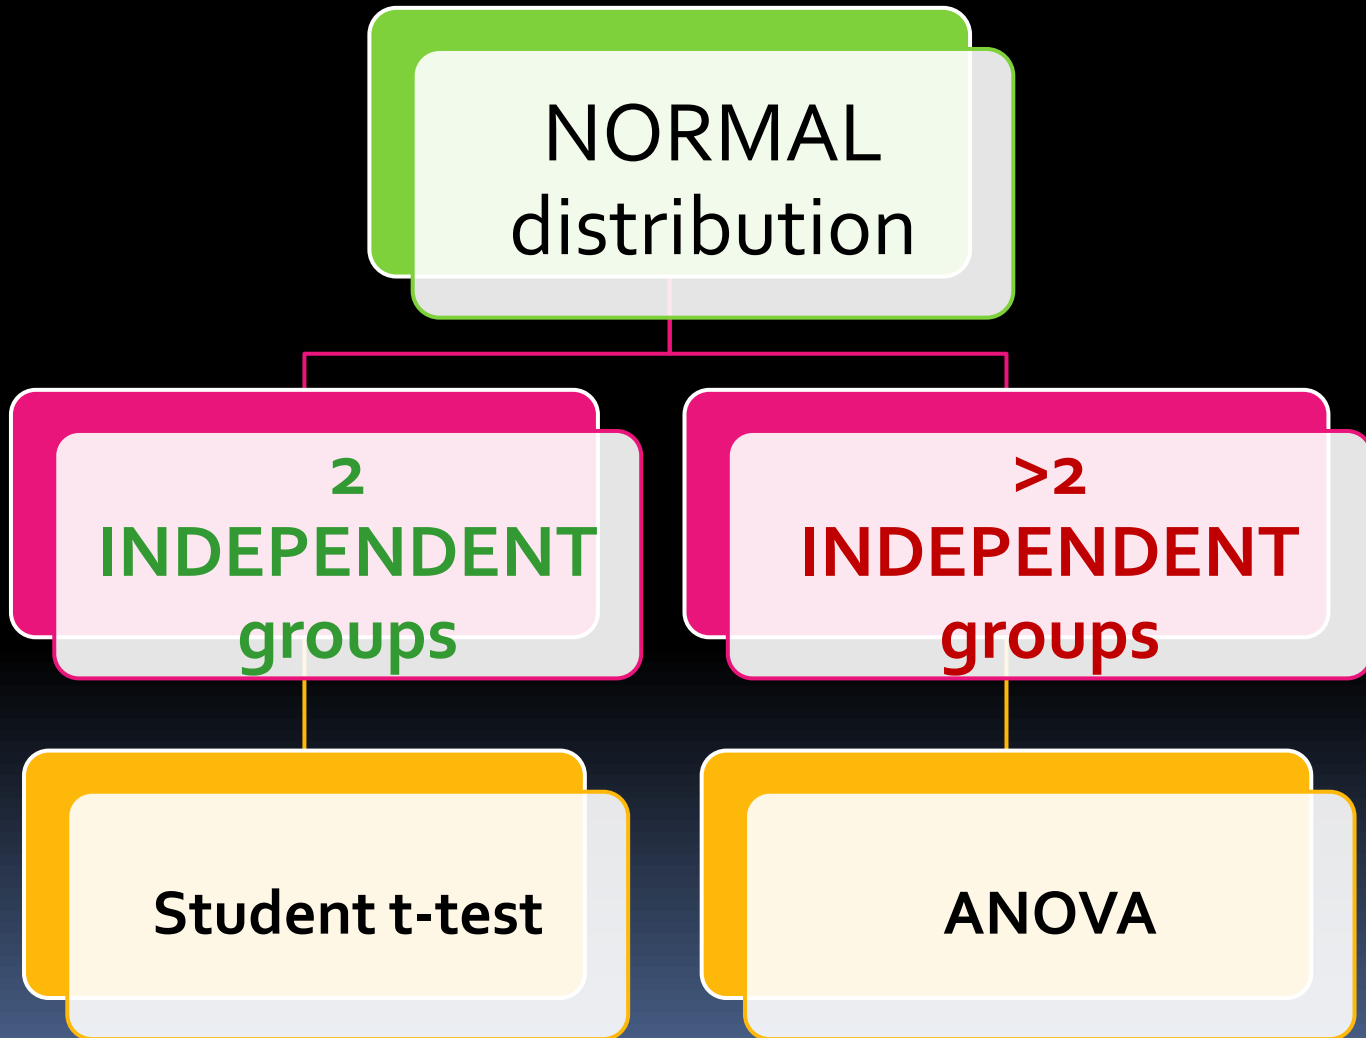 NORMAL
distribution
2
INDEPENDENT
groups
>2
INDEPENDENT
groups
Student t-test
ANOVA